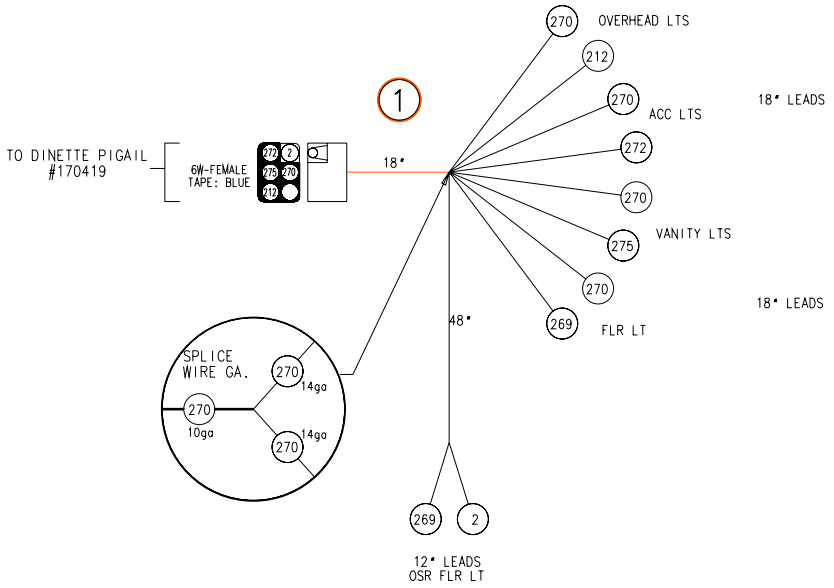 270 OVERHEAD LTS
212
1
270
18" LEADS
ACC LTS
TO DINETTE PIGAIL
#170419
6W-FEMALE
TAPE: BLUE
272 2
275 270
212
18"
272
270
275
VANITY LTS
270
18" LEADS
269
FLR LT
48"
SPLICE
WIRE GA.
270
14ga
270
10ga
14ga
270
269 2
12" LEADS
OSR FLR LT